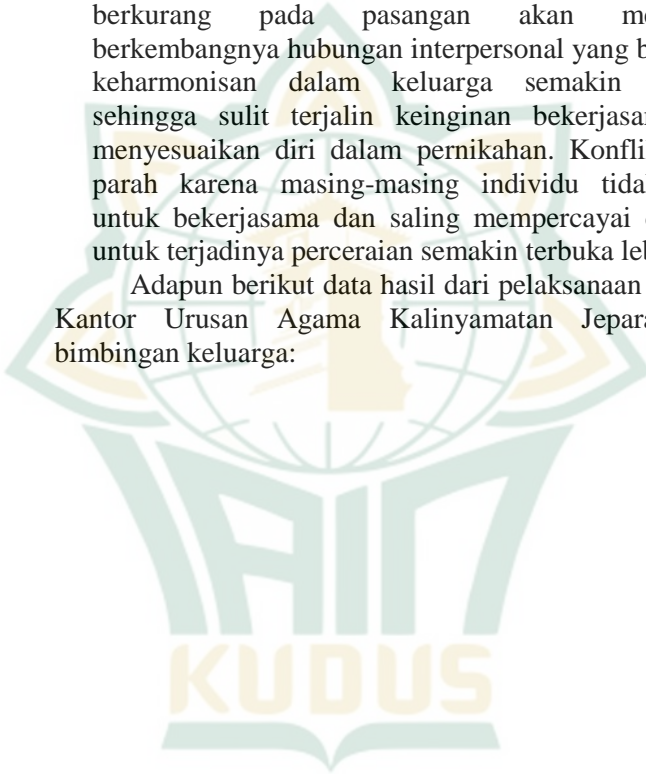 berkurang pada pasangan akan
berkembangnya hubungan interpersonal yang
keharmonisan dalam keluarga semakin
sehingga sulit terjalin keinginan
menyesuaikan diri dalam pernikahan.
parah karena masing-masing individu
untuk bekerjasama dan saling mempercayai
untuk terjadinya perceraian semakin terbuka
Adapun berikut data hasil dari pelaksanaan
Kantor Urusan Agama Kalinyamatan
bimbingan keluarga:
IAIN
KUDUS